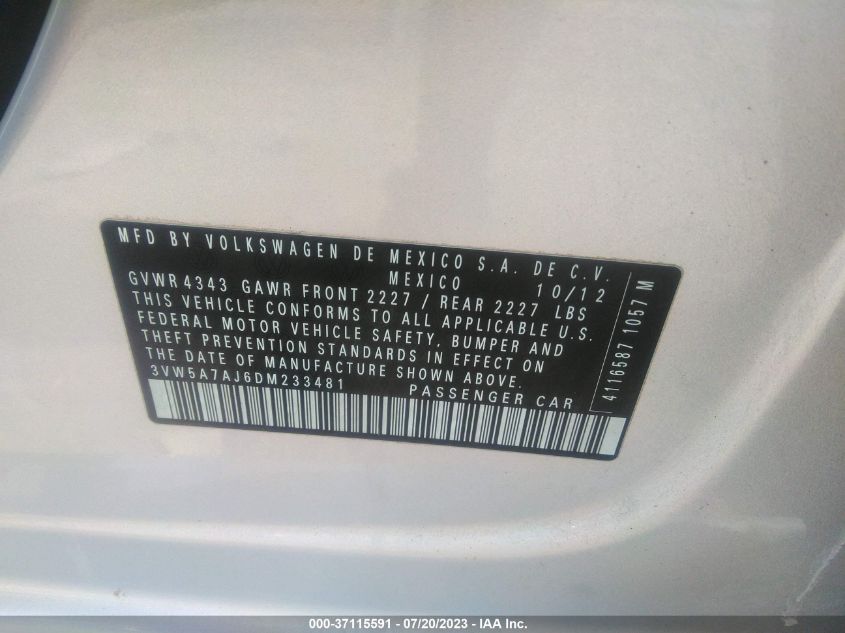 MFD BY VOLKSWAGEN DE MEXICO S.A. DE C.V.
MEXICO 10/12
GVWR 4343 GAWR FRONT 2227 / REAR 2227 LBS
THIS VEHICLE CONFORMS TO ALL APPLICABLE U.S.
FEDERAL MOTOR VEHICLE SAFETY, BUMPER AND
THEFT PREVENTION STANDARDS IN EFFECT ON
THE DATE OF MANUFACTURE SHOWN ABOVE.
3VW5A7AJ6DM233481 PASSENGER CAR
4116587 1057 M
000-37115591 - 07/20/2023 - IAA Inc.